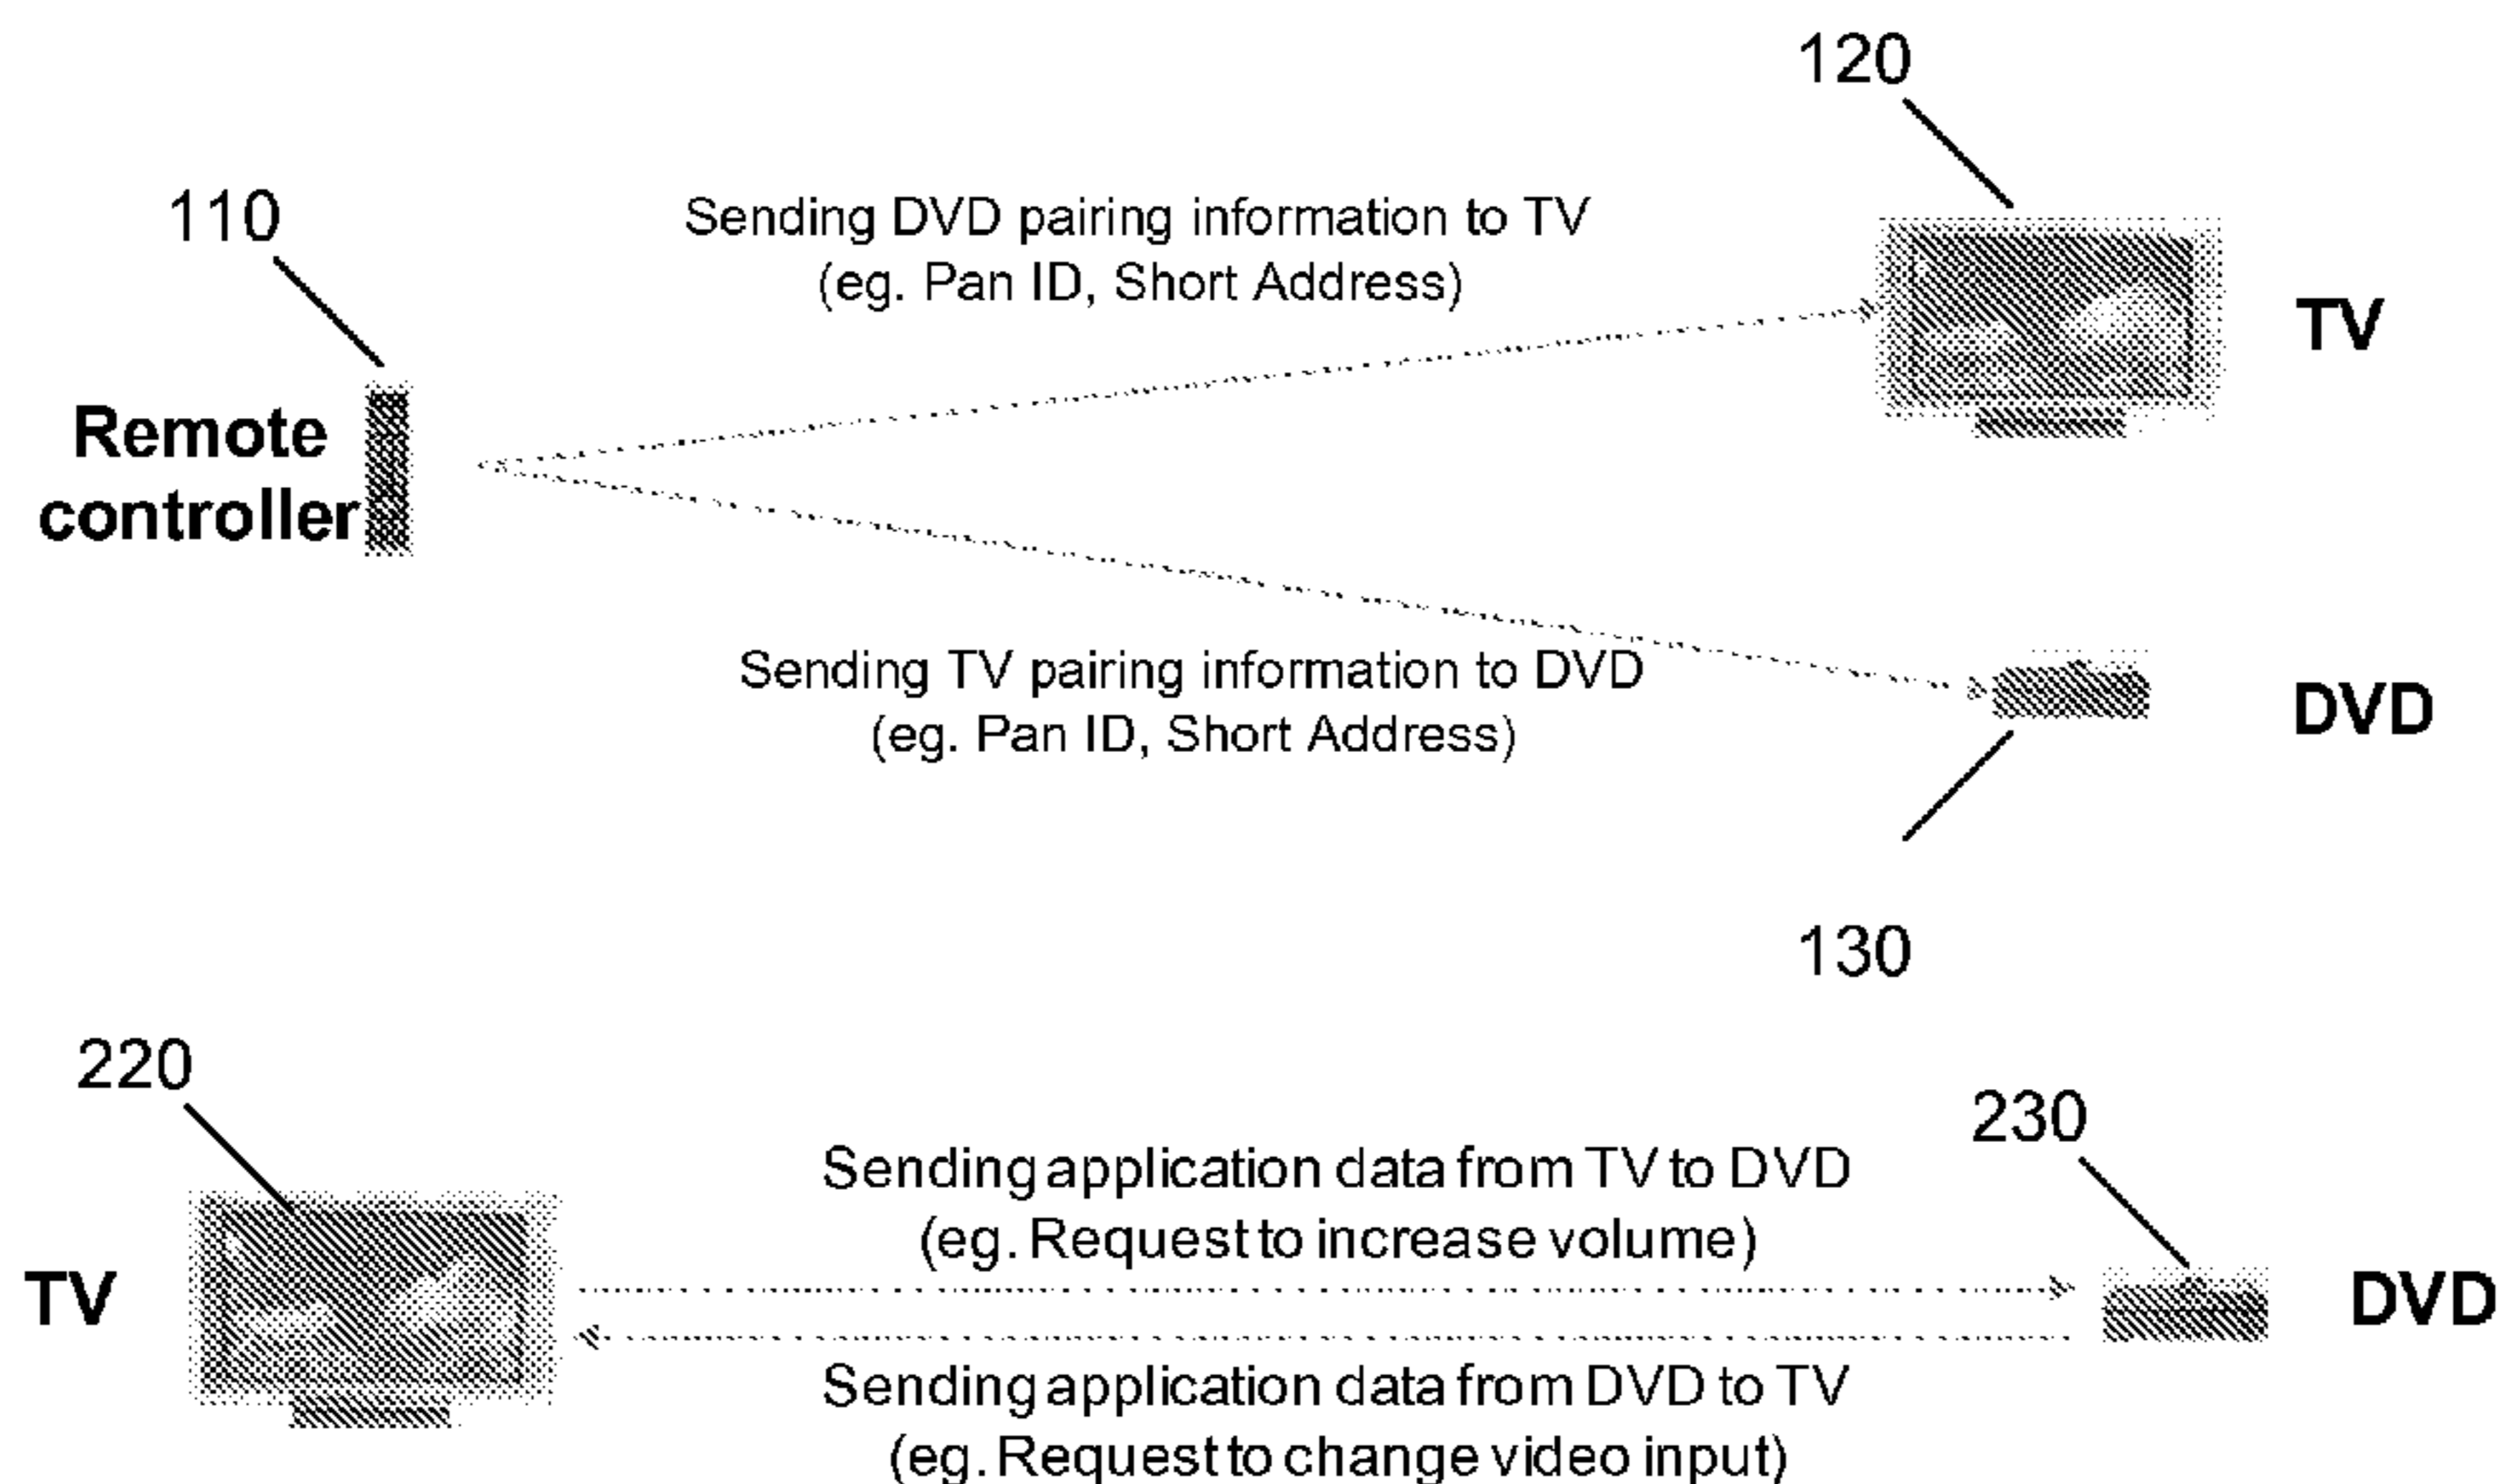 120
110
Sending DVD pairing information to TV
(eg. Pan ID, Short Address)
TV
Remote
controller
Sending TV pairing information to DVD
(eg. Pan ID, Short Address)
DVD
130
220
230
Sending application data from TV to DVD
(eg. Request to increase volume)
TV
DVD
Sending application data from DVD to TV
(eg. Request to change video input)